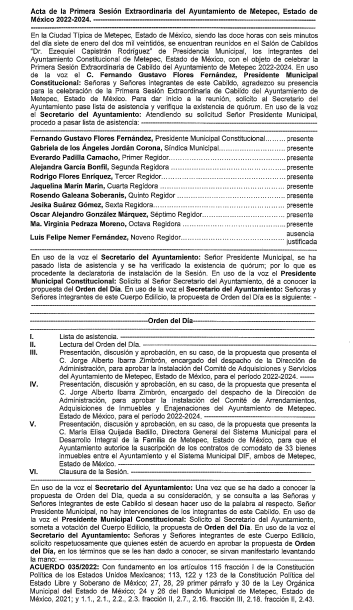 Acta de la Primera Sesión Extraordinaria del Ayuntamiento de Metepec, Estado de
México 2022-2024. ------------------------------------------------------------
En la Ciudad Típica de Metepec, Estado de México, siendo las doce horas con seis minutos
del día siete de enero del dos mil veintidós, se encuentran reunidos en el Salón de Cabildos
"Dr. Ezequiel Capistrán Rodríguez" de Presidencia Municipal, los integrantes del
Ayuntamiento Constitucional de Metepec, Estado de México, con el objeto de celebrar la
Primera Sesión Extraordinaria de Cabildo del Ayuntamiento de Metepec 2022-2024. En uso
de la voz el C. Fernando Gustavo Flores Fernández, Presidente Municipal
Constitucional: Señoras y Señores integrantes de este Cabildo, agradezco su presencia
para la celebración de la Primera Sesión Extraordinaria de Cabildo del Ayuntamiento de
Metepec, Estado de México. Para dar inicio a la reunión, solicito al Señor Secretario del
Ayuntamiento pase lista de asistencia y verifique la existencia de quórum. En uso de la voz el
Secretario del Ayuntamiento: Atendiendo su solicitud Señor Presidente Municipal,
procedo a pasar lista de asistencia: ----------------------------------------
Fernando Gustavo Flores Fernández, Presidente Municipal Constitucional........ presente
Gabriela de los Ángeles Jordán Corona, Síndica Municipal........ presente
Everardo Padilla Camacho, Primer Regidor........ presente
Alejandra García Bonfil, Segunda Regidora........ presente
Rodrigo Flores Enríquez, Tercer Regidor........ presente
Jaquelina Marín Marín, Cuarta Regidora........ presente
Rosendo Galeana Soberanis, Quinto Regidor........ presente
Jesika Suárez Gómez, Sexta Regidora........ presente
Oscar Alejandro González Márquez, Séptimo Regidor........ presente
Ma. Virginia Pedraza Moreno, Octava Regidora........ presente
Luis Felipe Nemer Fernández, Noveno Regidor........ ausencia
justificada
En uso de la voz el Secretario del Ayuntamiento: Señor Presidente Municipal, se ha
pasado lista de asistencia y se ha verificado la existencia de quórum; por lo que es
procedente la declaratoria de instalación de la Sesión. En uso de la voz el Presidente
Municipal Constitucional: Solicito al Señor Secretario del Ayuntamiento, dé a conocer el
propuesta del Orden del Día. En uso de la voz el Secretario del Ayuntamiento: Señoras y
Señores integrantes de este Cuerpo Edilicio, la propuesta de Orden del Día es la siguiente: -
------------------------------Orden del Día------------------------------
I. Lista de asistencia. --------------------
II. Lectura del Orden del Día. --------------------
III. Presentación, discusión y aprobación, en su caso, de la propuesta que presenta el
C. Jorge Alberto Ibarra Zimbrón, encargado del despacho de la Dirección de
Administración, para aprobar la instalación del Comité de Adquisiciones y Servicios
del Ayuntamiento de Metepec, Estado de México, para el período 2022-2024. -----
IV. Presentación, discusión y aprobación, en su caso, de la propuesta que presenta el
C. Jorge Alberto Ibarra Zimbrón, encargado del despacho de la Dirección de
Administración, para aprobar la instalación del Comité de Arrendamientos,
Adquisiciones de Inmuebles y Enajenaciones del Ayuntamiento de Metepec,
Estado de México, para el período 2022-2024. --------------------
V. Presentación, discusión y aprobación, en su caso, de la propuesta que presenta la
C. María Elisa Quijada Badillo, Directora General del Sistema Municipal para el
Desarrollo Integral de la Familia de Metepec, Estado de México, para que el
Ayuntamiento autorice la suscripción de los contratos de comodato de 33 bienes
inmuebles entre el Ayuntamiento y el Sistema Municipal DIF, ambos de Metepec,
Estado de México. --------------------
VI. Clausura de la Sesión. --------------------
En uso de la voz el Secretario del Ayuntamiento: Una vez que se ha dado a conocer la
propuesta de Orden del Día, queda a su consideración, y se consulta a las Señoras y
Señores integrantes de este Cabildo si desean hacer uso de la palabra al respecto. Señor
Presidente Municipal, no hay intervenciones de los integrantes de este Cabildo. En uso de
la voz el Presidente Municipal Constitucional: Solicito al Secretario del Ayuntamiento,
someta a votación del Cuerpo Edilicio, la propuesta de Orden del Día. En uso de la voz el
Secretario del Ayuntamiento: Señoras y Señores integrantes de este Cuerpo Edilicio,
solicito respetuosamente que quienes estén de acuerdo en aprobar la propuesta de Orden
del Día, en los términos que se les han dado a conocer, se sirvan manifestarlo levantando
la mano: --------------------
ACUERDO 035/2022: Con fundamento en los artículos 115 fracción I de la Constitución
Política de los Estados Unidos Mexicanos; 113, 122 y 123 de la Constitución Política del
Estado Libre y Soberano de México; 27, 28, 29 primer párrafo y 30 de la Ley Orgánica
Municipal del Estado de México; 24 y 26 del Bando Municipal de Metepec, Estado de
México, 2021; y 1.1., 2.1., 2.2., 2.3. fracción II, 2.7., 2.16. fracción III, 2.18. fracción II, 2.43.